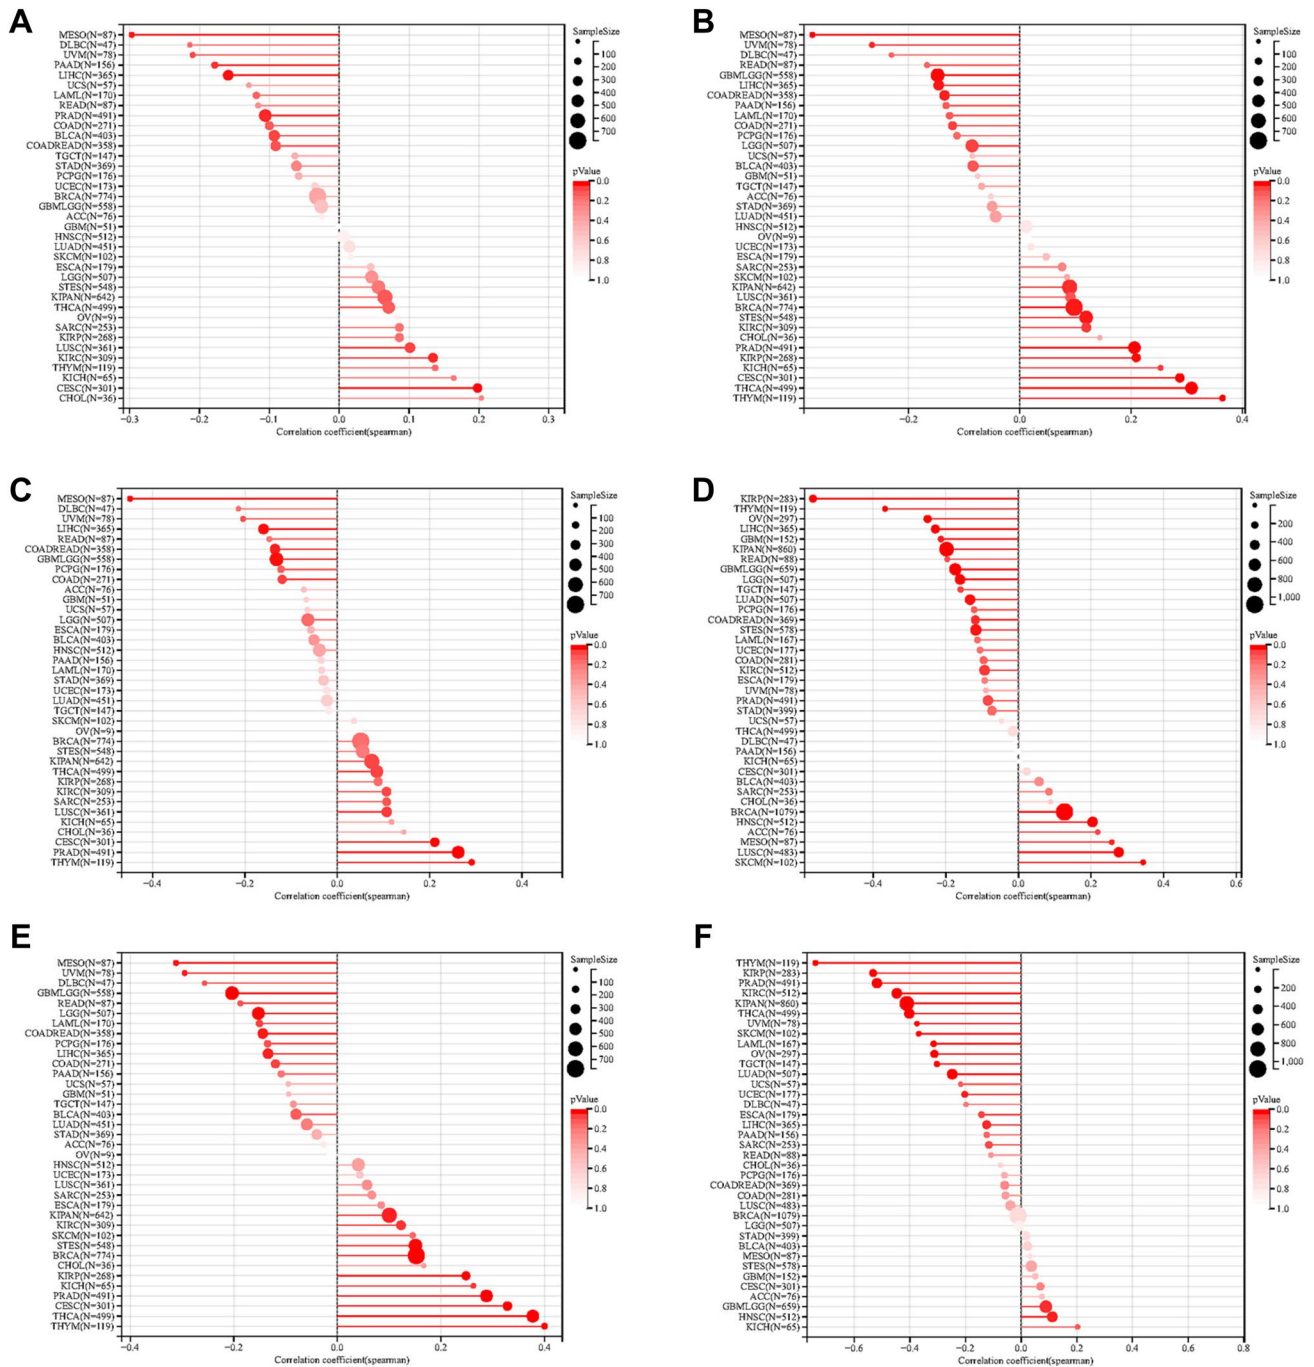 A
MESO(N=87)
DLBC(N=47)
UVM(N=78)
PAAD(N=156)
LIHC(N=365)
UCS(N=57)
LAML(N=170)
READ(N=87)
PRAD(N=491)
COAD(N=271)
BLCA(N=403)
COADREAD(N=358)
TGCT(N=147)
STAD(N=369)
PCPG(N=176)
UCEC(N=173)
BRCA(N=774)
GBMLGG(N=558)
ACC(N=76)
GBM(N=51)
HNSC(N=512)
LUAD(N=451)
SKCM(N=102)
ESCA(N=179)
LGG(N=507)
STES(N=548)
KIPAN(N=642)
THCA(N=499)
OV(N=9)
SARC(N=253)
KIRP(N=268)
LUSC(N=361)
KIRC(N=309)
THYM(N=119)
KICH(N=65)
CESC(N=301)
CHOL(N=36)
−0.3 −0.2 −0.1 0.0 0.1 0.2 0.3
Correlation coefficient(spearman)
SampleSize
100
200
300
400
500
600
700
pValue
0.0
0.2
0.4
0.6
0.8
1.0
B
MESO(N=87)
UVM(N=78)
DLBC(N=47)
READ(N=87)
GBMLGG(N=558)
LIHC(N=365)
COADREAD(N=358)
PAAD(N=156)
LAML(N=170)
COAD(N=271)
PCPG(N=176)
LGG(N=507)
UCS(N=57)
BLCA(N=403)
GBM(N=51)
TGCT(N=147)
ACC(N=76)
STAD(N=369)
LUAD(N=451)
HNSC(N=512)
OV(N=9)
UCEC(N=173)
ESCA(N=179)
SARC(N=253)
SKCM(N=102)
KIPAN(N=642)
LUSC(N=361)
BRCA(N=774)
STES(N=548)
KIRC(N=309)
CHOL(N=36)
PRAD(N=491)
KIRP(N=268)
KICH(N=65)
CESC(N=301)
THCA(N=499)
THYM(N=119)
−0.2 0.0 0.2 0.4
Correlation coefficient(spearman)
SampleSize
100
200
300
400
500
600
700
pValue
0.0
0.2
0.4
0.6
0.8
1.0
C
MESO(N=87)
DLBC(N=47)
UVM(N=78)
LIHC(N=365)
READ(N=87)
COADREAD(N=358)
GBMLGG(N=558)
PCPG(N=176)
COAD(N=271)
ACC(N=76)
GBM(N=51)
UCS(N=57)
LGG(N=507)
ESCA(N=179)
BLCA(N=403)
HNSC(N=512)
PAAD(N=156)
LAML(N=170)
STAD(N=369)
UCEC(N=173)
LUAD(N=451)
TGCT(N=147)
SKCM(N=102)
OV(N=9)
BRCA(N=774)
STES(N=548)
KIPAN(N=642)
THCA(N=499)
KIRP(N=268)
KIRC(N=309)
SARC(N=253)
LUSC(N=361)
KICH(N=65)
CHOL(N=36)
CESC(N=301)
PRAD(N=491)
THYM(N=119)
−0.4 −0.2 0.0 0.2 0.4
Correlation coefficient(spearman)
SampleSize
100
200
300
400
500
600
700
pValue
0.0
0.2
0.4
0.6
0.8
1.0
D
KIRP(N=283)
THYM(N=119)
OV(N=297)
LIHC(N=365)
GBM(N=152)
KIPAN(N=860)
READ(N=88)
GBMLGG(N=659)
LGG(N=507)
TGCT(N=147)
LUAD(N=507)
PCPG(N=176)
COADREAD(N=369)
STES(N=578)
LAML(N=167)
UCEC(N=177)
COAD(N=281)
KIRC(N=512)
ESCA(N=179)
UVM(N=78)
PRAD(N=491)
STAD(N=399)
UCS(N=57)
THCA(N=499)
DLBC(N=47)
PAAD(N=156)
KICH(N=65)
CESC(N=301)
BLCA(N=403)
SARC(N=253)
CHOL(N=36)
BRCA(N=1079)
HNSC(N=512)
ACC(N=76)
MESO(N=87)
LUSC(N=483)
SKCM(N=102)
−0.4 −0.2 0.0 0.2 0.4 0.6
Correlation coefficient(spearman)
SampleSize
200
400
600
800
1,000
pValue
0.0
0.2
0.4
0.6
0.8
1.0
E
MESO(N=87)
UVM(N=78)
DLBC(N=47)
GBMLGG(N=558)
READ(N=87)
LGG(N=507)
LAML(N=170)
COADREAD(N=358)
PCPG(N=176)
LIHC(N=365)
COAD(N=271)
PAAD(N=156)
UCS(N=57)
GBM(N=51)
TGCT(N=147)
BLCA(N=403)
LUAD(N=451)
STAD(N=369)
ACC(N=76)
OV(N=9)
HNSC(N=512)
UCEC(N=173)
LUSC(N=361)
SARC(N=253)
ESCA(N=179)
KIPAN(N=642)
KIRC(N=309)
SKCM(N=102)
STES(N=548)
BRCA(N=774)
CHOL(N=36)
KIRP(N=268)
KICH(N=65)
PRAD(N=491)
CESC(N=301)
THCA(N=499)
THYM(N=119)
−0.4 −0.2 0.0 0.2 0.4
Correlation coefficient(spearman)
SampleSize
100
200
300
400
500
600
700
pValue
0.0
0.2
0.4
0.6
0.8
1.0
F
THYM(N=119)
KIRP(N=283)
PRAD(N=491)
KIRC(N=512)
KIPAN(N=860)
THCA(N=499)
UVM(N=78)
SKCM(N=102)
LAML(N=167)
OV(N=297)
TGCT(N=147)
LUAD(N=507)
UCS(N=57)
UCEC(N=177)
DLBC(N=47)
ESCA(N=179)
LIHC(N=365)
PAAD(N=156)
SARC(N=253)
READ(N=88)
CHOL(N=36)
PCPG(N=176)
COADREAD(N=369)
COAD(N=281)
LUSC(N=483)
BRCA(N=1079)
LGG(N=507)
STAD(N=399)
BLCA(N=403)
MESO(N=87)
STES(N=578)
GBM(N=152)
CESC(N=301)
ACC(N=76)
GBMLGG(N=659)
HNSC(N=512)
KICH(N=65)
−0.6 −0.4 −0.2 0.0 0.2 0.4 0.6 0.8
Correlation coefficient(spearman)
SampleSize
200
400
600
800
1,000
pValue
0.0
0.2
0.4
0.6
0.8
1.0